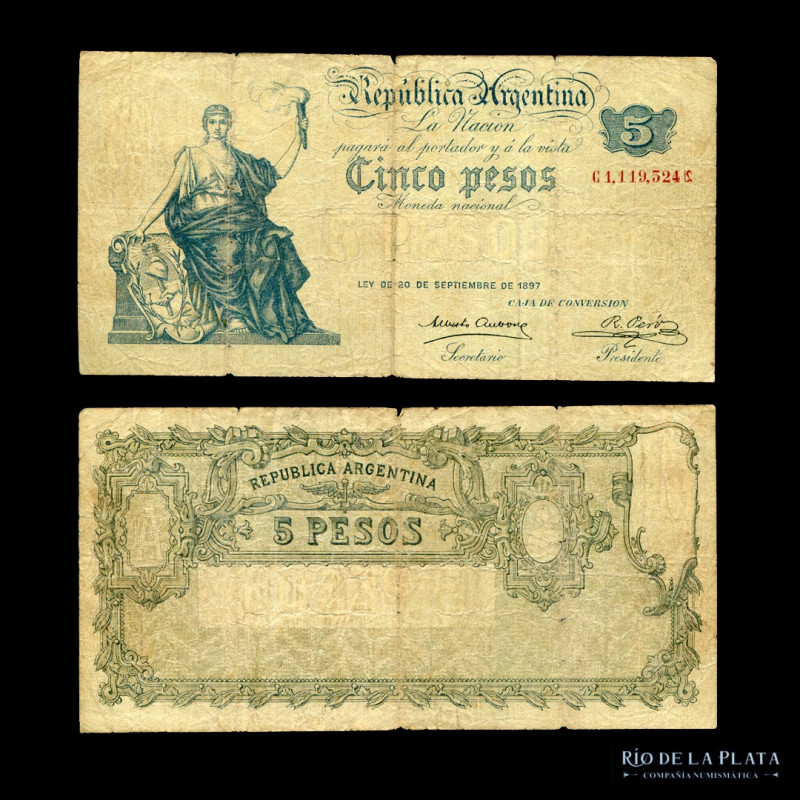 República Argentina
La Nacion
pagará al portador y á la vista
Cinco pesos
Moneda nacional
5
C 1,119,524
LEY DE 20 DE SEPTIEMBRE DE 1897
CAJA DE CONVERSION
Secretario
Presidente
REPUBLICA ARGENTINA
5 PESOS
RÍO DE LA PLATA
COMPAÑÍA NUMISMÁTICA